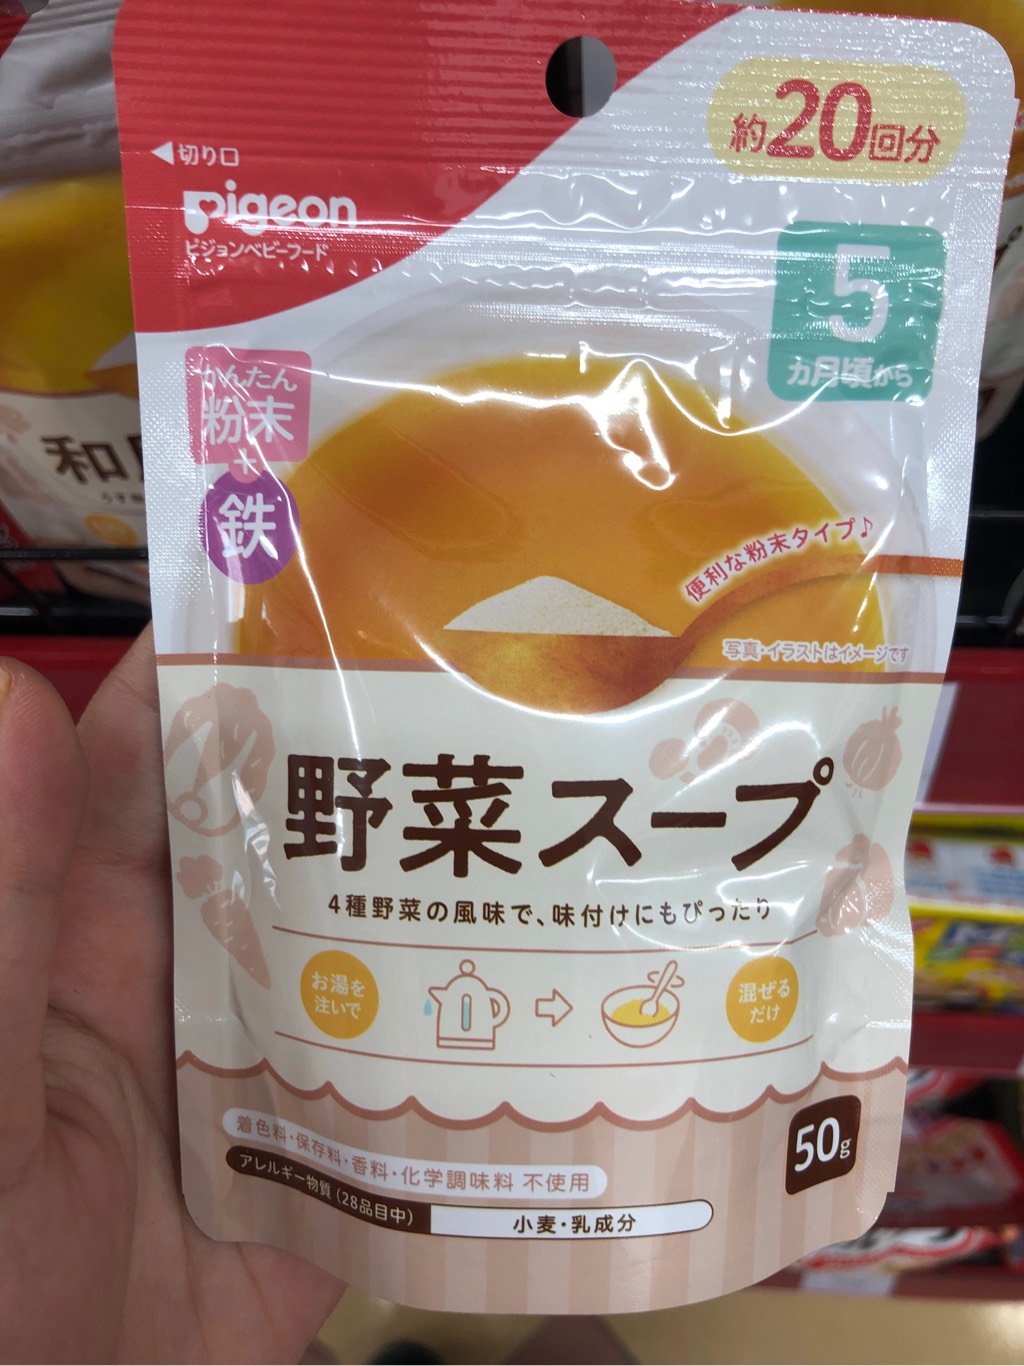 約20回分
◀切り口
Pigeon
ピジョンベビーフード
5
カ月頃から
かんたん
粉末
+
鉄
便利な粉末タイプ♪
写真・イラストはイメージです
野菜スープ
4種野菜の風味で、味付けにもぴったり
お湯を
注いで
混ぜる
だけ
着色料・保存料・香料・化学調味料 不使用
アレルギー物質(28品目中)
小麦・乳成分
50g
和